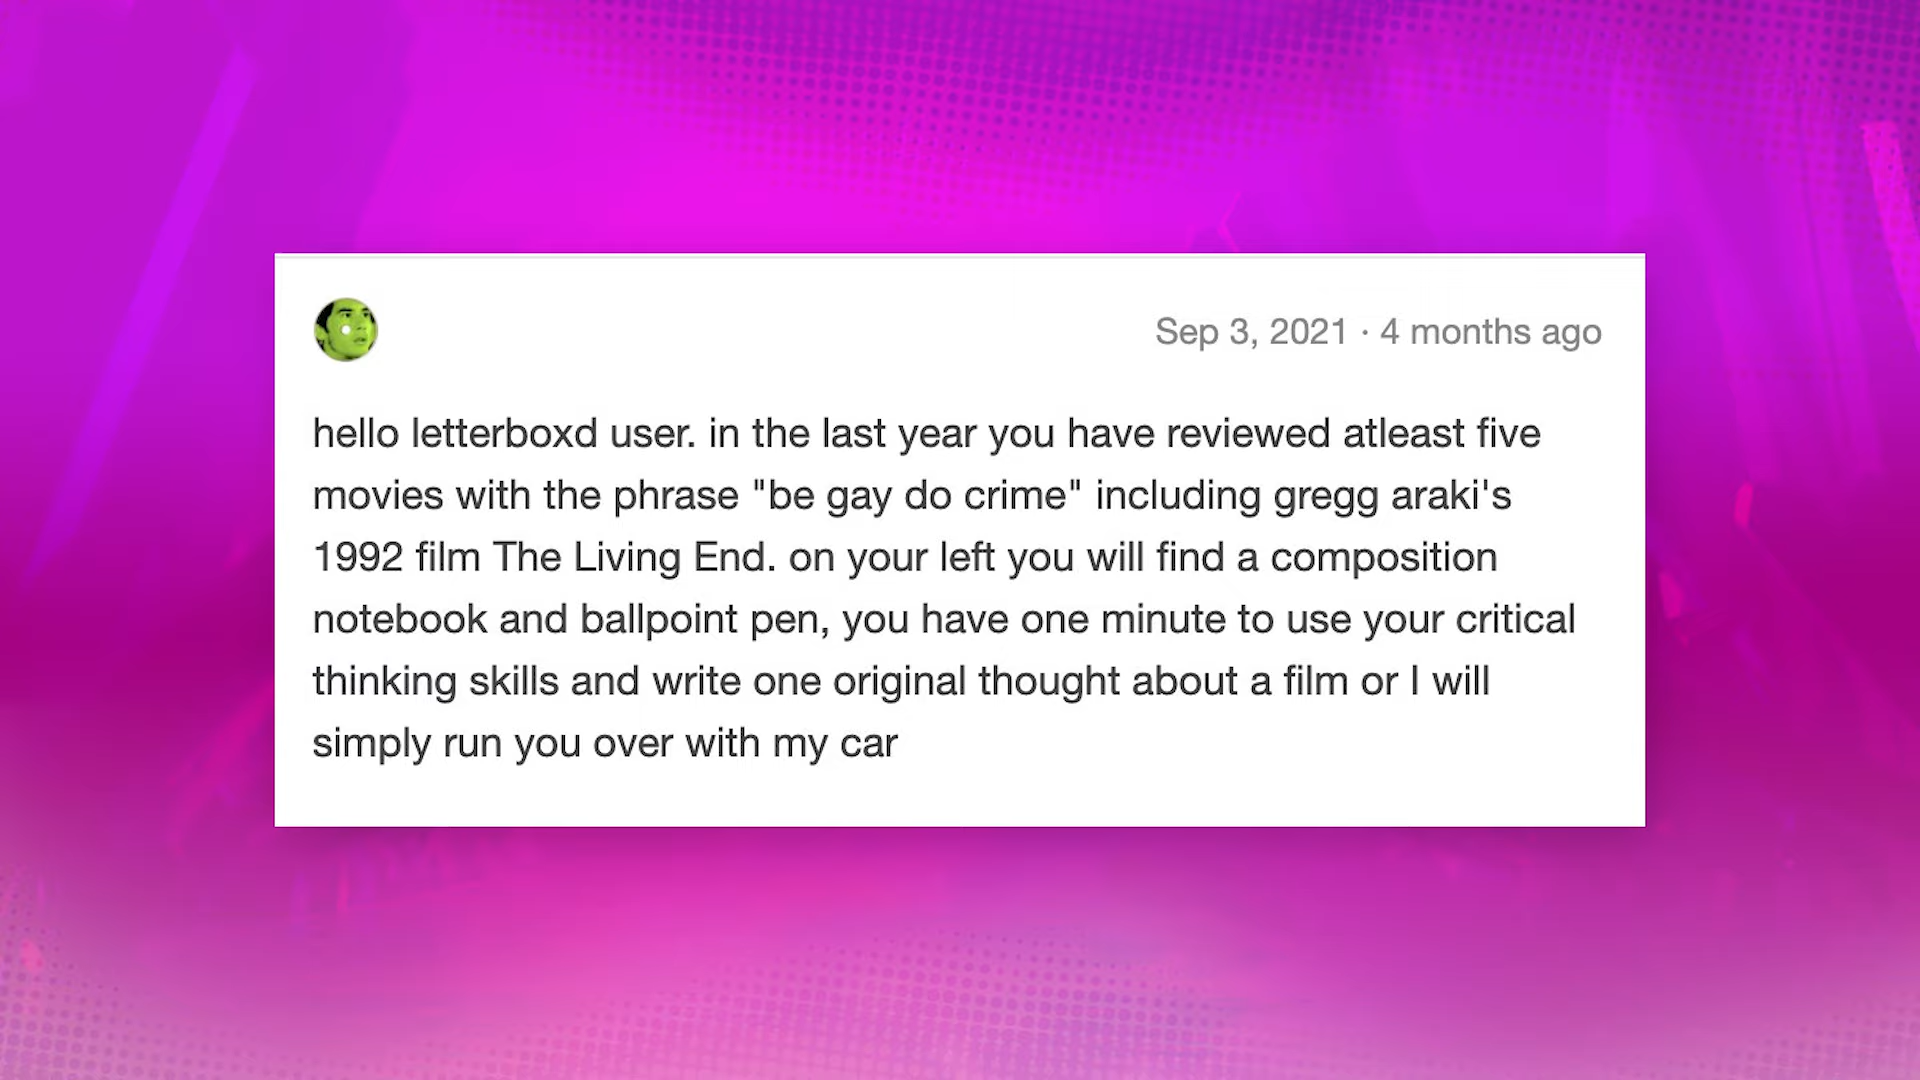 Sep 3, 2021 · 4 months ago
hello letterboxd user. in the last year you have reviewed atleast five
movies with the phrase "be gay do crime" including gregg araki's
1992 film The Living End. on your left you will find a composition
notebook and ballpoint pen, you have one minute to use your critical
thinking skills and write one original thought about a film or I will
simply run you over with my car